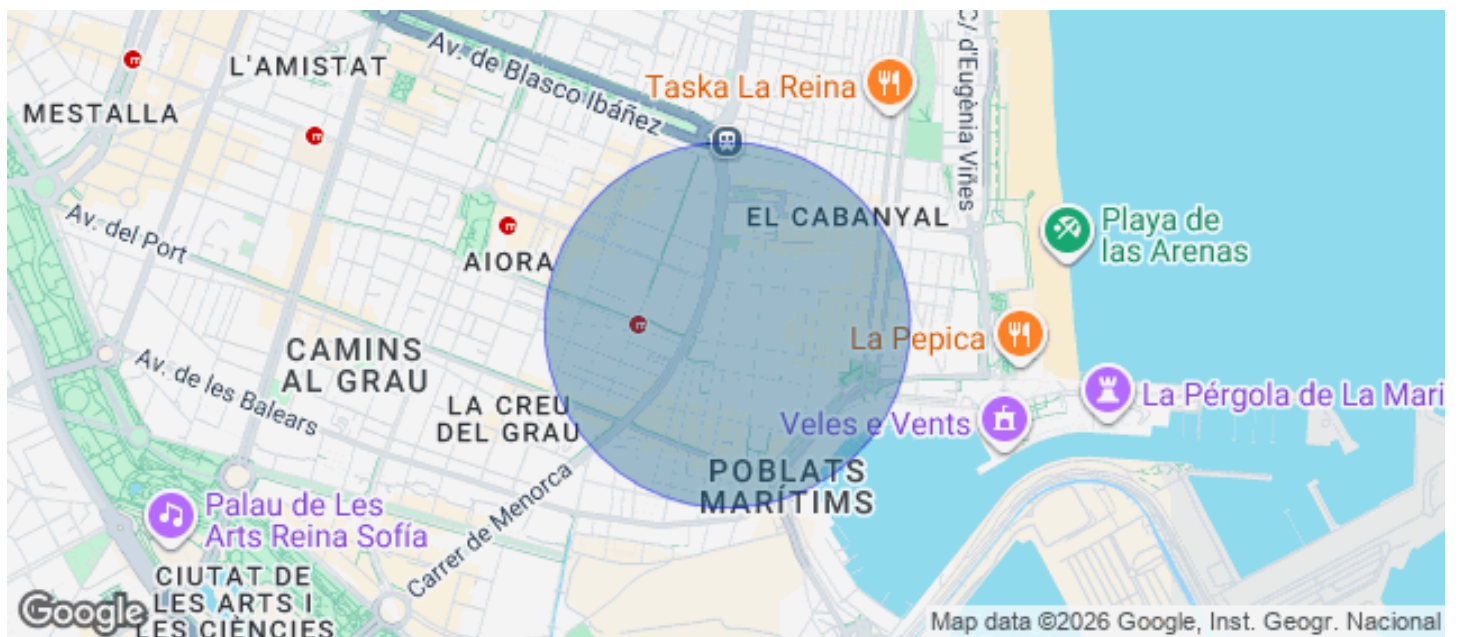 L'AMISTAT
MESTALLA
Av. de Blasco Ibáñez
Taska La Reina
C/ d'Eugènia Viñes
Av. del Port
AIORA
EL CABANYAL
Playa de
las Arenas
CAMINS
AL GRAU
Av. de les Balears
LA CREU
DEL GRAU
La Pepica
La Pérgola de La Mari
Veles e Vents
POBLATS
MARÍTIMS
Carrer de Menorca
Palau de Les
Arts Reina Sofía
CIUTAT DE
LES ARTS I
LES CIÈNCIES
Google
Map data ©2026 Google, Inst. Geogr. Nacional